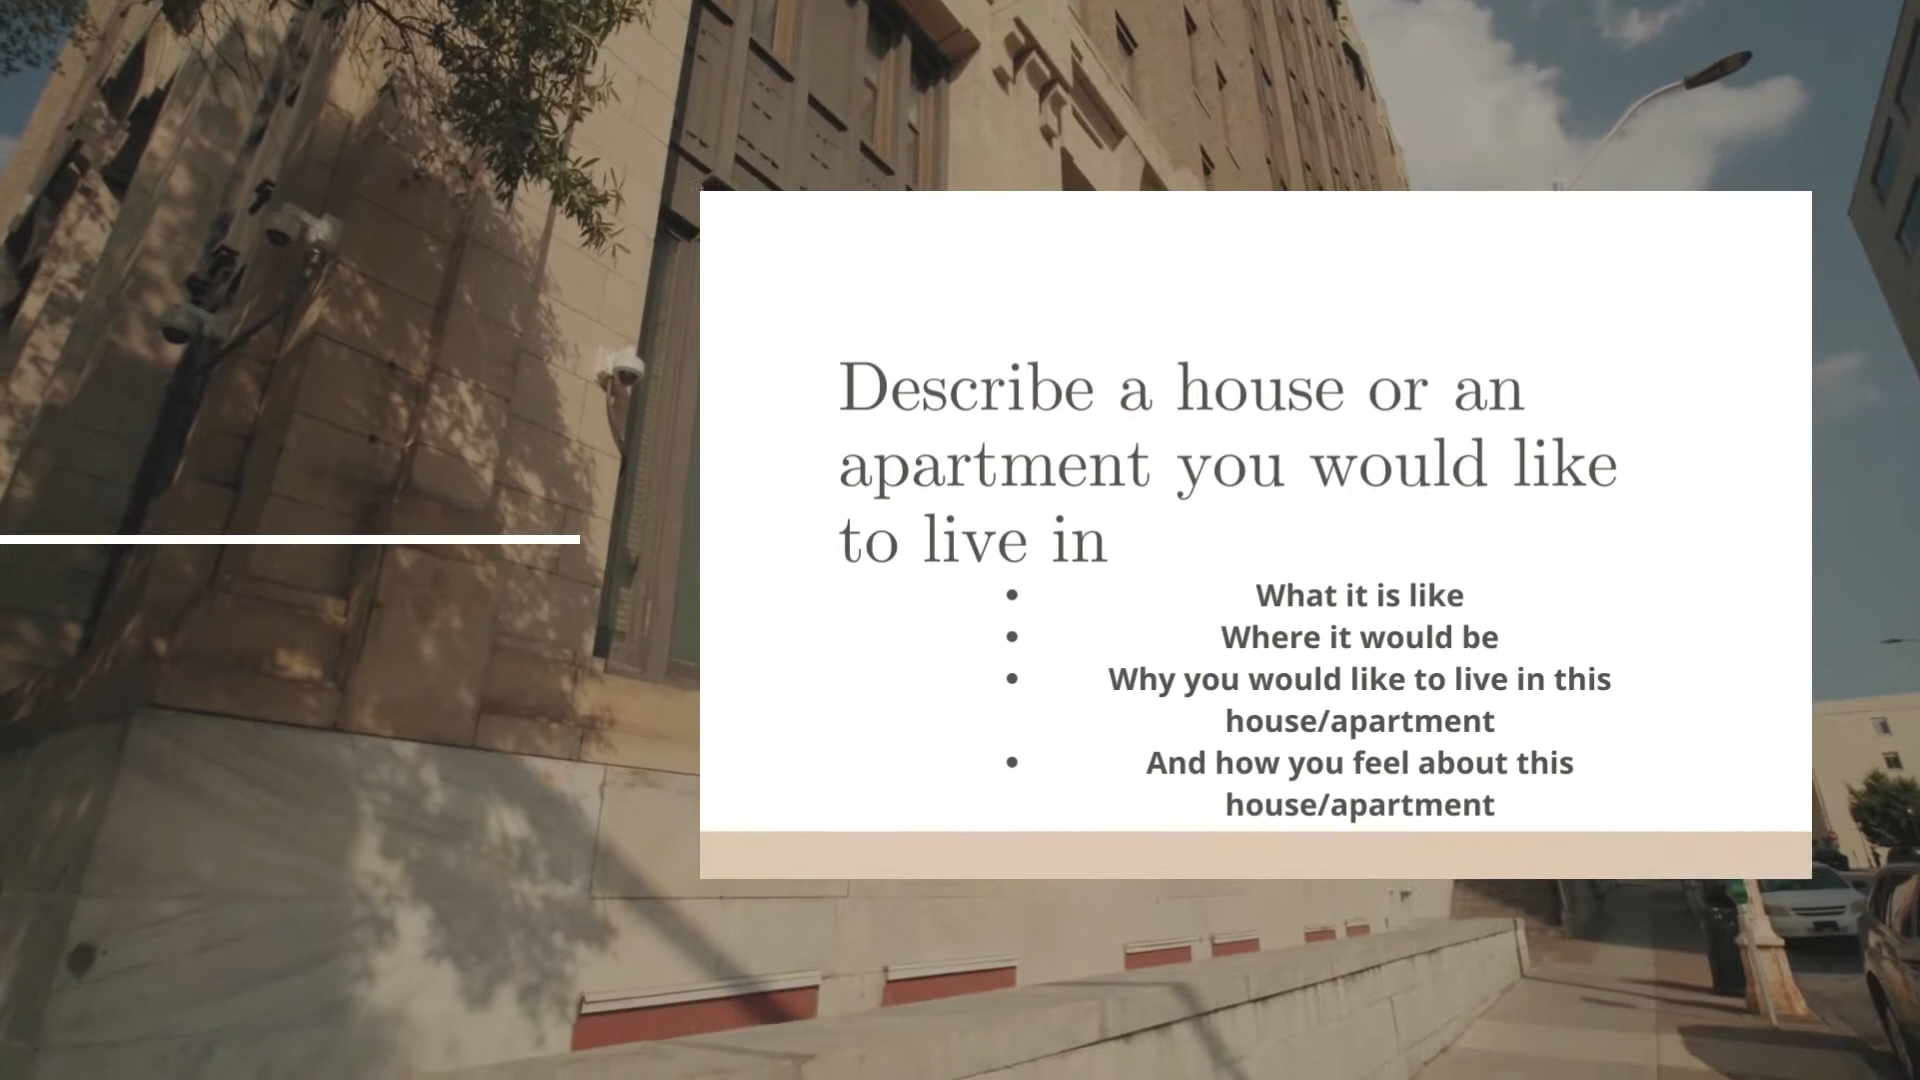 Describe a house or an
apartment you would like
to live in
• What it is like
• Where it would be
• Why you would like to live in this
house/apartment
• And how you feel about this
house/apartment